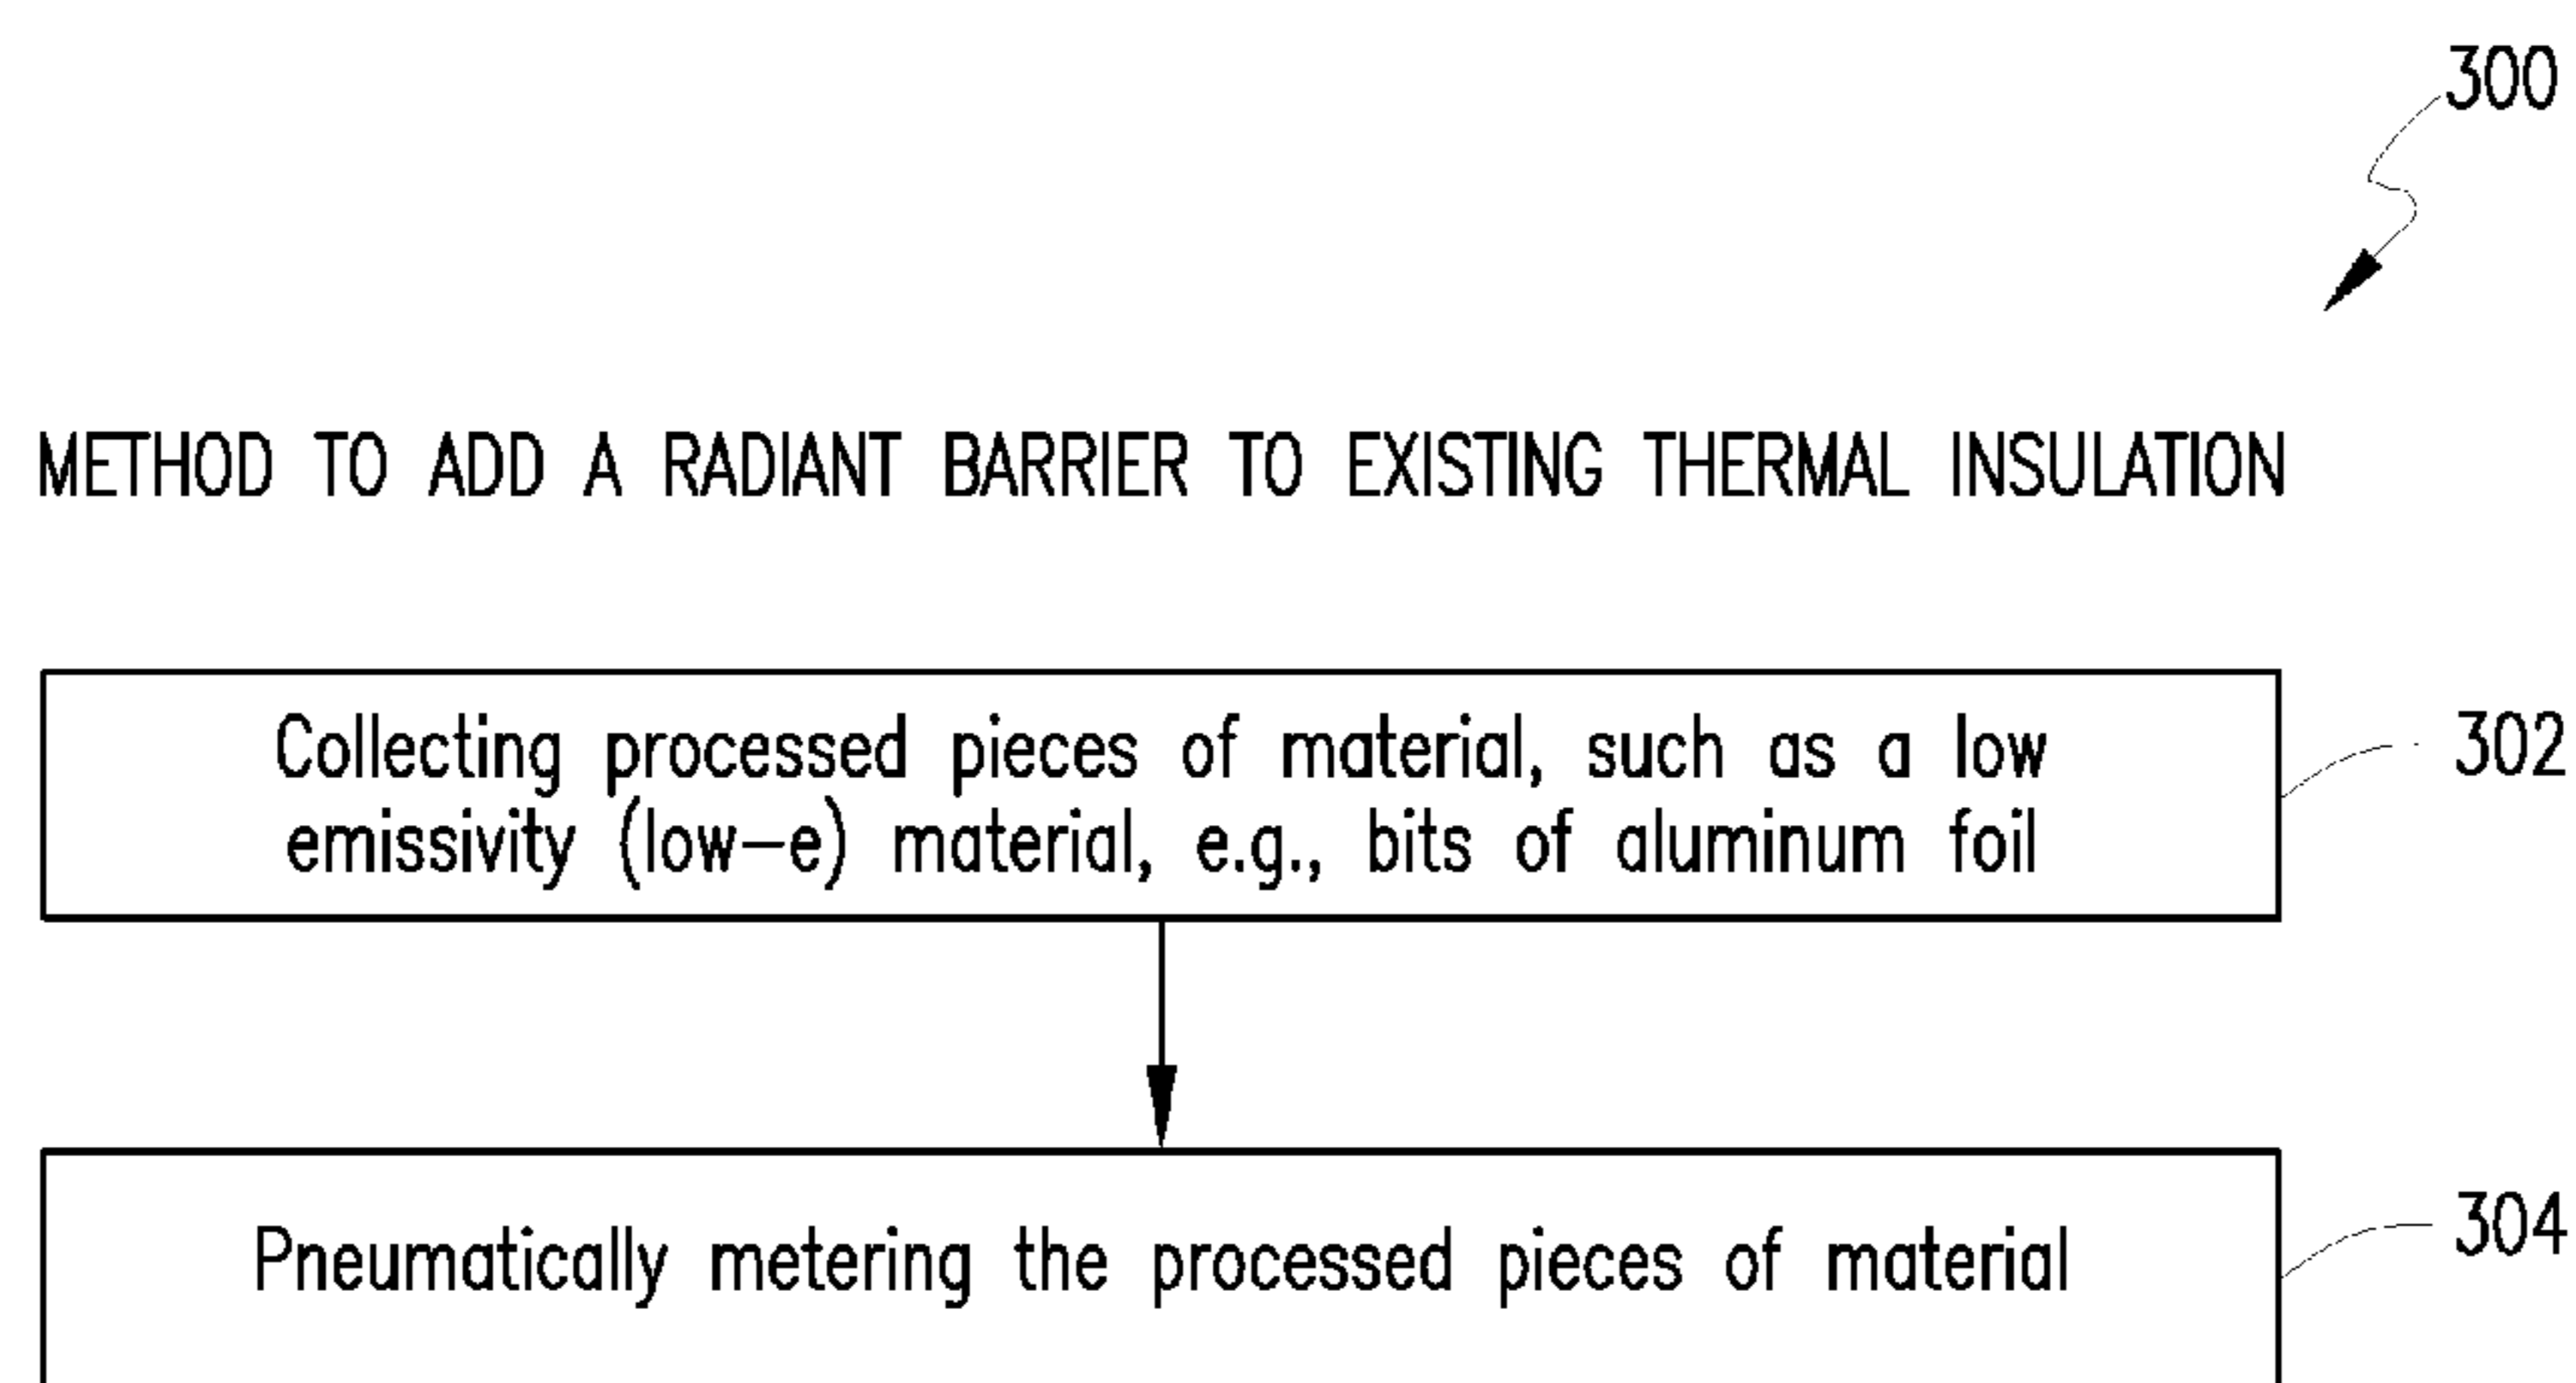 300
METHOD TO ADD A RADIANT BARRIER TO EXISTING THERMAL INSULATION
Collecting processed pieces of material, such as a low
emissivity (low-e) material, e.g., bits of aluminum foil
302
Pneumatically metering the processed pieces of material
304